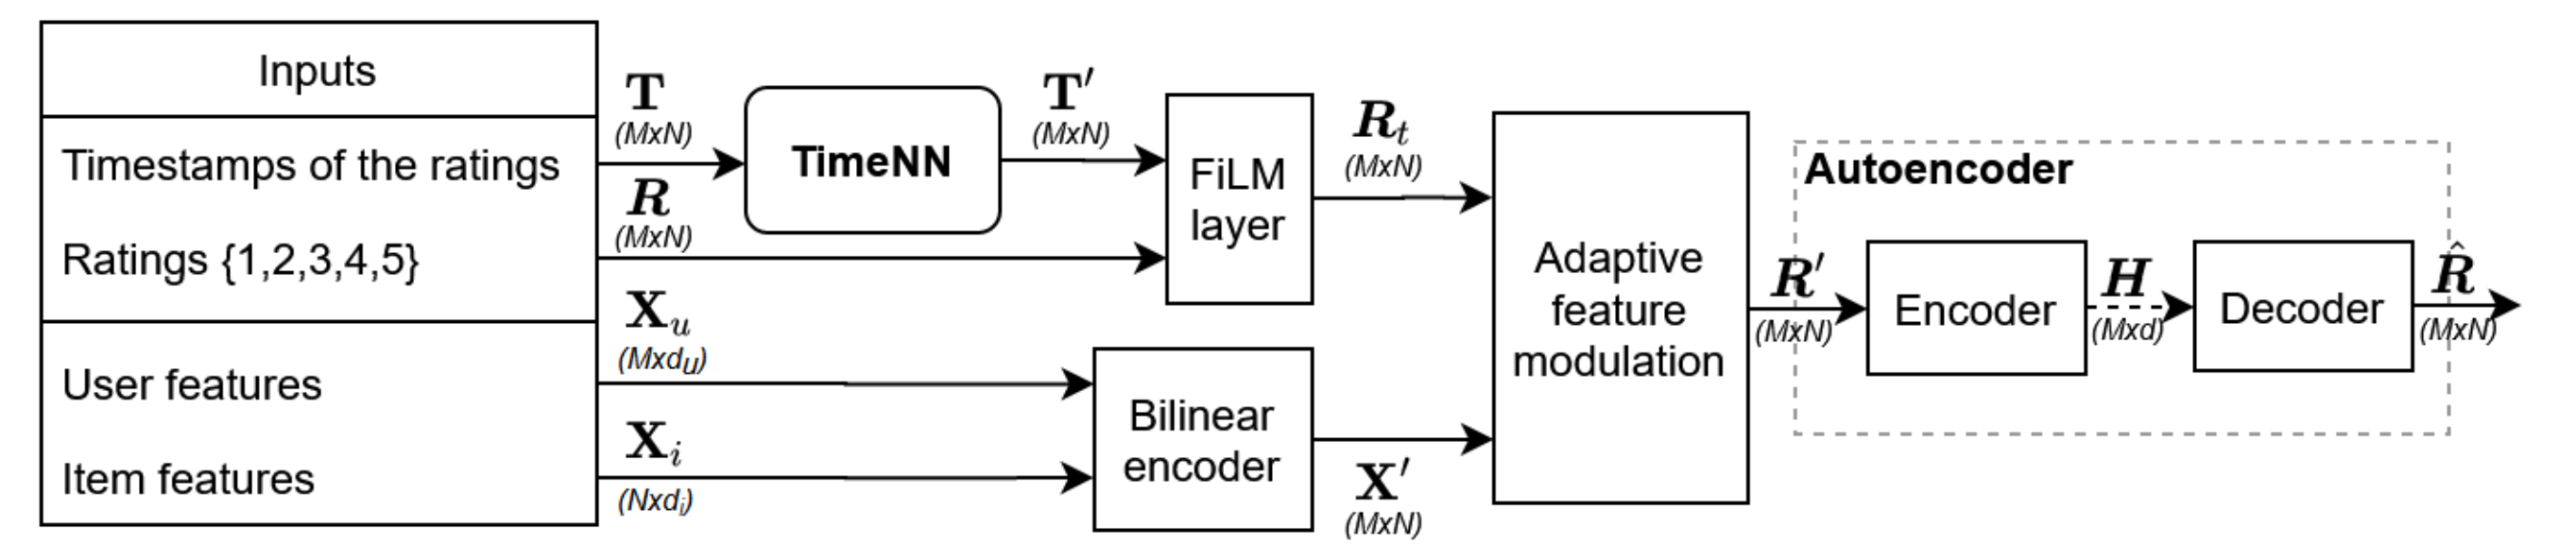 Inputs
Timestamps of the ratings
Ratings {1,2,3,4,5}
User features
Item features
T
(MxN)
R
(MxN)
X_u
(Mxd_u)
X_i
(Nxd_i)
TimeNN
T′
(MxN)
FiLM
layer
Bilinear
encoder
R_t
(MxN)
X′
(MxN)
Adaptive
feature
modulation
R′
(MxN)
Autoencoder
Encoder
H
(Mxd)
Decoder
R̂
(MxN)